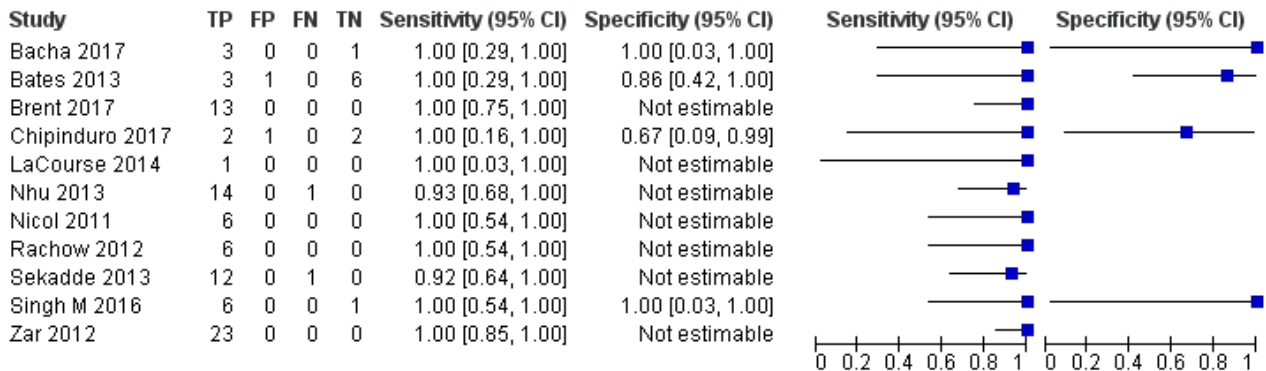 Study TP FP FN TN Sensitivity (95% CI) Specificity (95% CI) Sensitivity (95% CI) Specificity (95% CI)
Bacha 2017 3 0 0 1 1.00 [0.29, 1.00] 1.00 [0.03, 1.00]
Bates 2013 3 1 0 6 1.00 [0.29, 1.00] 0.86 [0.42, 1.00]
Brent 2017 13 0 0 0 1.00 [0.75, 1.00] Not estimable
Chipinduro 2017 2 1 0 2 1.00 [0.16, 1.00] 0.67 [0.09, 0.99]
LaCourse 2014 1 0 0 0 1.00 [0.03, 1.00] Not estimable
Nhu 2013 14 0 1 0 0.93 [0.68, 1.00] Not estimable
Nicol 2011 6 0 0 0 1.00 [0.54, 1.00] Not estimable
Rachow 2012 6 0 0 0 1.00 [0.54, 1.00] Not estimable
Sekadde 2013 12 0 1 0 0.92 [0.64, 1.00] Not estimable
Singh M 2016 6 0 0 1 1.00 [0.54, 1.00] 1.00 [0.03, 1.00]
Zar 2012 23 0 0 0 1.00 [0.85, 1.00] Not estimable
0 0.2 0.4 0.6 0.8 1 0 0.2 0.4 0.6 0.8 1